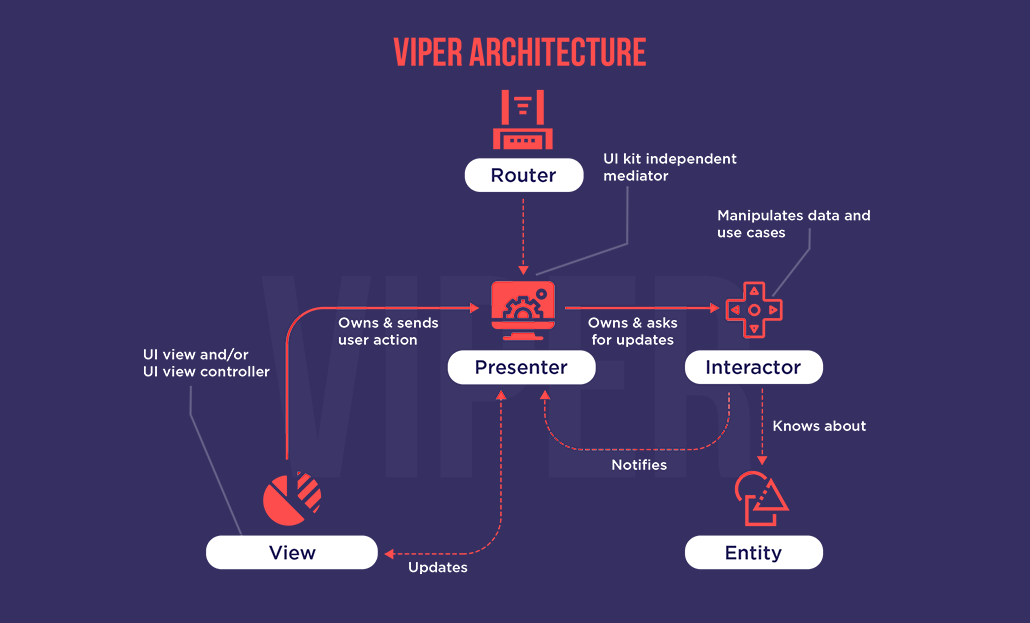 VIPER ARCHITECTURE
Router
UI kit independent
mediator
Manipulates data and
use cases
VIPER
Owns & sends
user action
Owns & asks
for updates
UI view and/or
UI view controller
Presenter
Interactor
Knows about
Notifies
View
Updates
Entity